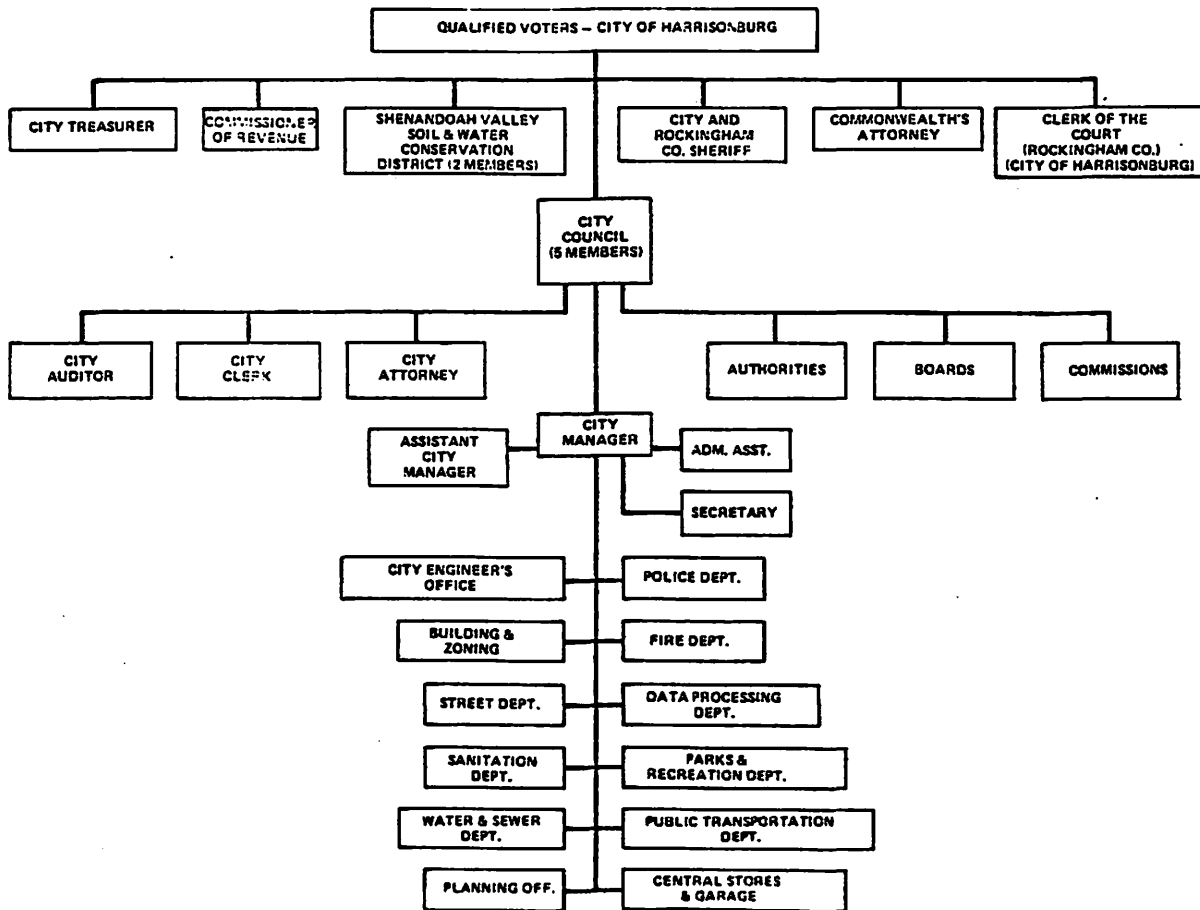 QUALIFIED VOTERS – CITY OF HARRISONBURG
CITY TREASURER
COMMISSIONER
OF REVENUE
SHENANDOAH VALLEY
SOIL & WATER
CONSERVATION
DISTRICT (2 MEMBERS)
CITY AND
ROCKINGHAM
CO. SHERIFF
COMMONWEALTH'S
ATTORNEY
CLERK OF THE
COURT
(ROCKINGHAM CO.)
(CITY OF HARRISONBURG)
CITY
COUNCIL
(5 MEMBERS)
CITY
AUDITOR
CITY
CLERK
CITY
ATTORNEY
AUTHORITIES
BOARDS
COMMISSIONS
CITY
MANAGER
ASSISTANT
CITY
MANAGER
ADM. ASST.
SECRETARY
CITY ENGINEER'S
OFFICE
POLICE DEPT.
BUILDING &
ZONING
FIRE DEPT.
STREET DEPT.
DATA PROCESSING
DEPT.
SANITATION
DEPT.
PARKS &
RECREATION DEPT.
WATER & SEWER
DEPT.
PUBLIC TRANSPORTATION
DEPT.
PLANNING OFF.
CENTRAL STORES
& GARAGE